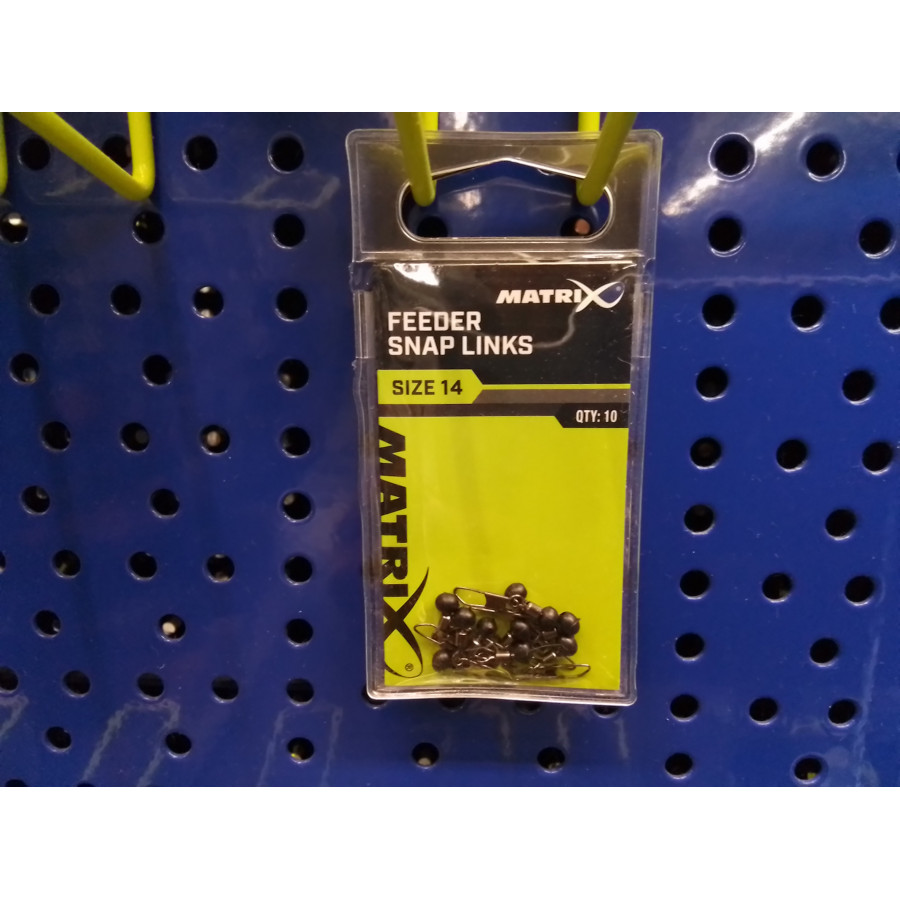 MATRIX
FEEDER
SNAP LINKS
SIZE 14
QTY: 10
MATRIX®